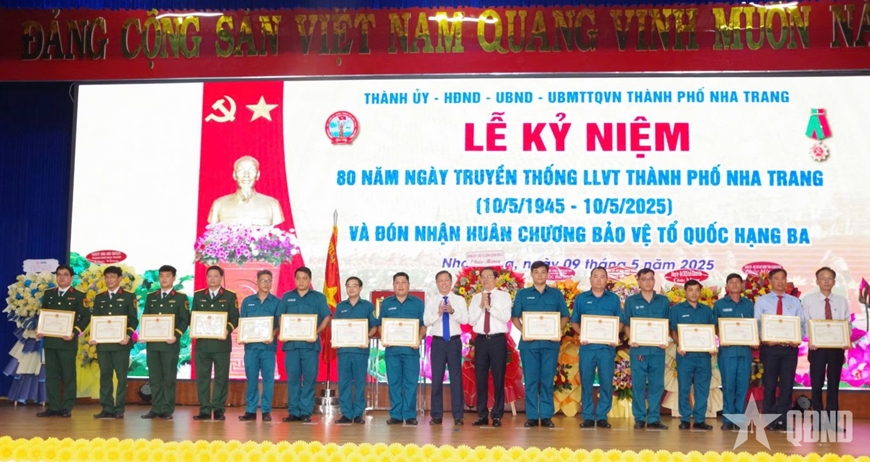 ĐẢNG CỘNG SẢN VIỆT NAM QUANG VINH MUÔN NĂ
THÀNH ỦY - HĐND - UBND - UBMTTQVN THÀNH PHỐ NHA TRANG
LỄ KỶ NIỆM
80 NĂM NGÀY TRUYỀN THỐNG LLVT THÀNH PHỐ NHA TRANG
(10/5/1945 - 10/5/2025)
VÀ ĐÓN NHẬN HUÂN CHƯƠNG BẢO VỆ TỔ QUỐC HẠNG BA
ngày 09 tháng 5 năm 2025
QĐND